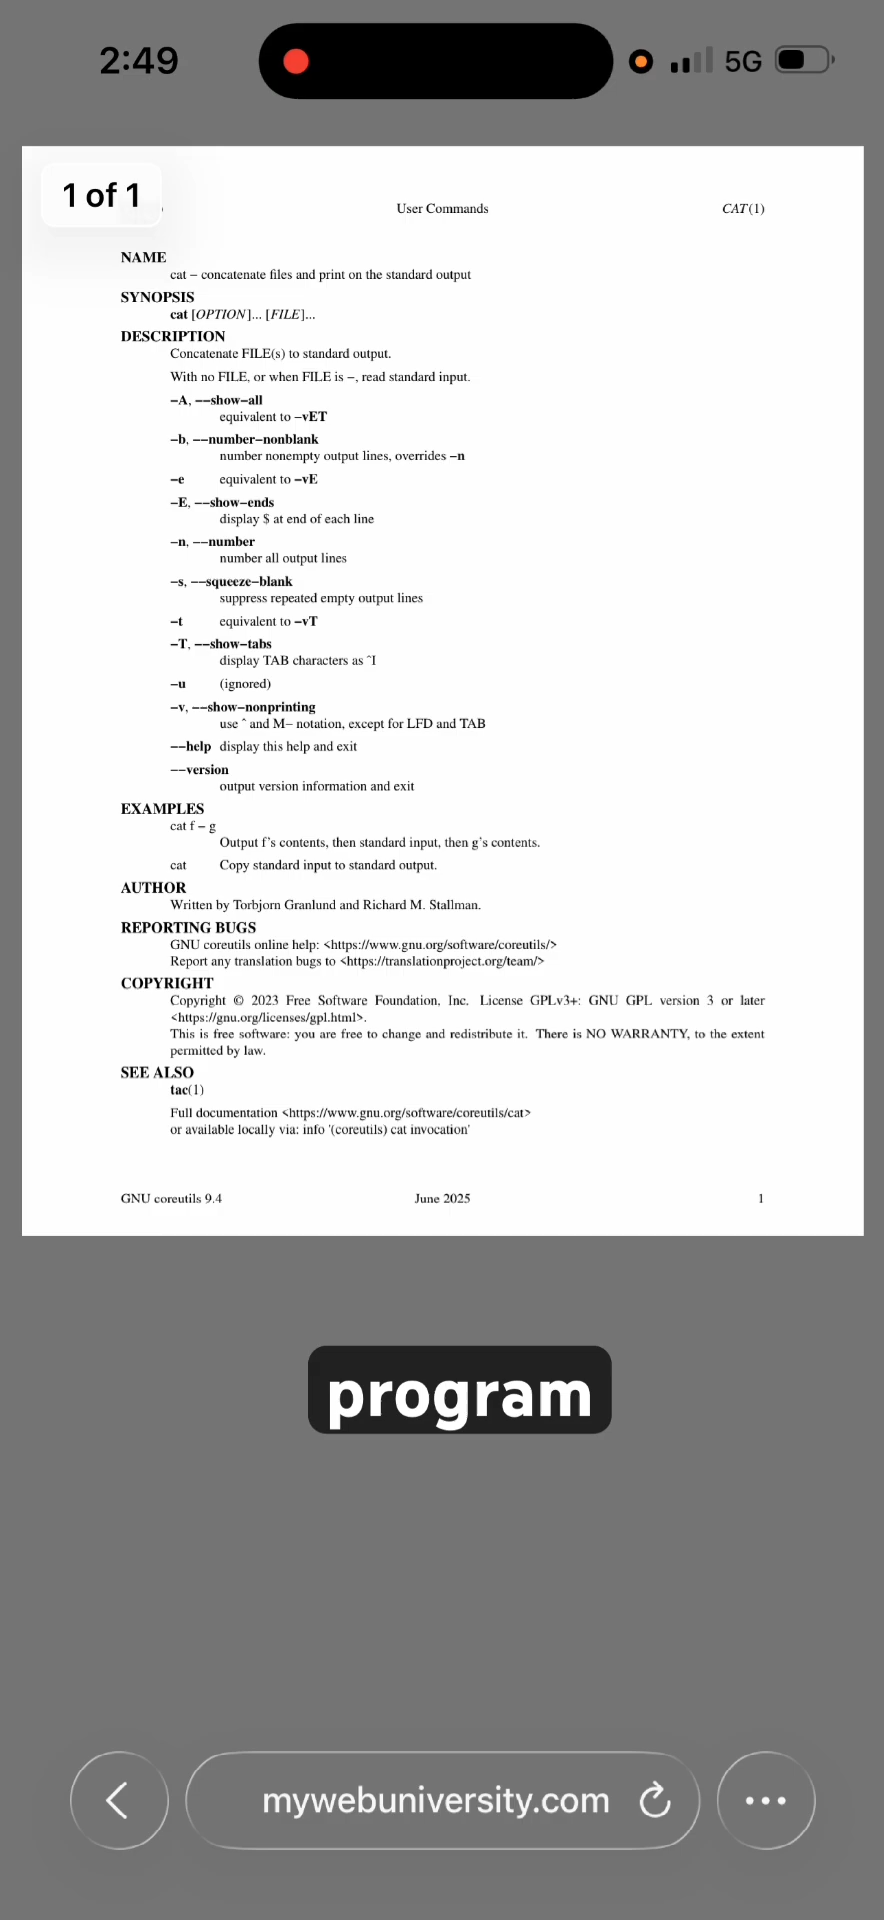 2:49
5G
1 of 1
User Commands
CAT(1)
NAME
cat − concatenate files and print on the standard output
SYNOPSIS
cat [OPTION]... [FILE]...
DESCRIPTION
Concatenate FILE(s) to standard output.
With no FILE, or when FILE is −, read standard input.
−A, −−show−all
equivalent to −vET
−b, −−number−nonblank
number nonempty output lines, overrides −n
−e equivalent to −vE
−E, −−show−ends
display $ at end of each line
−n, −−number
number all output lines
−s, −−squeeze−blank
suppress repeated empty output lines
−t equivalent to −vT
−T, −−show−tabs
display TAB characters as ˆI
−u (ignored)
−v, −−show−nonprinting
use ˆ and M− notation, except for LFD and TAB
−−help display this help and exit
−−version
output version information and exit
EXAMPLES
cat f − g
Output f’s contents, then standard input, then g’s contents.
cat Copy standard input to standard output.
AUTHOR
Written by Torbjorn Granlund and Richard M. Stallman.
REPORTING BUGS
GNU coreutils online help: <https://www.gnu.org/software/coreutils/>
Report any translation bugs to <https://translationproject.org/team/>
COPYRIGHT
Copyright © 2023 Free Software Foundation, Inc. License GPLv3+: GNU GPL version 3 or later
<https://gnu.org/licenses/gpl.html>.
This is free software: you are free to change and redistribute it. There is NO WARRANTY, to the extent
permitted by law.
SEE ALSO
tac(1)
Full documentation <https://www.gnu.org/software/coreutils/cat>
or available locally via: info '(coreutils) cat invocation'
GNU coreutils 9.4
June 2025
1
program
mywebuniversity.com